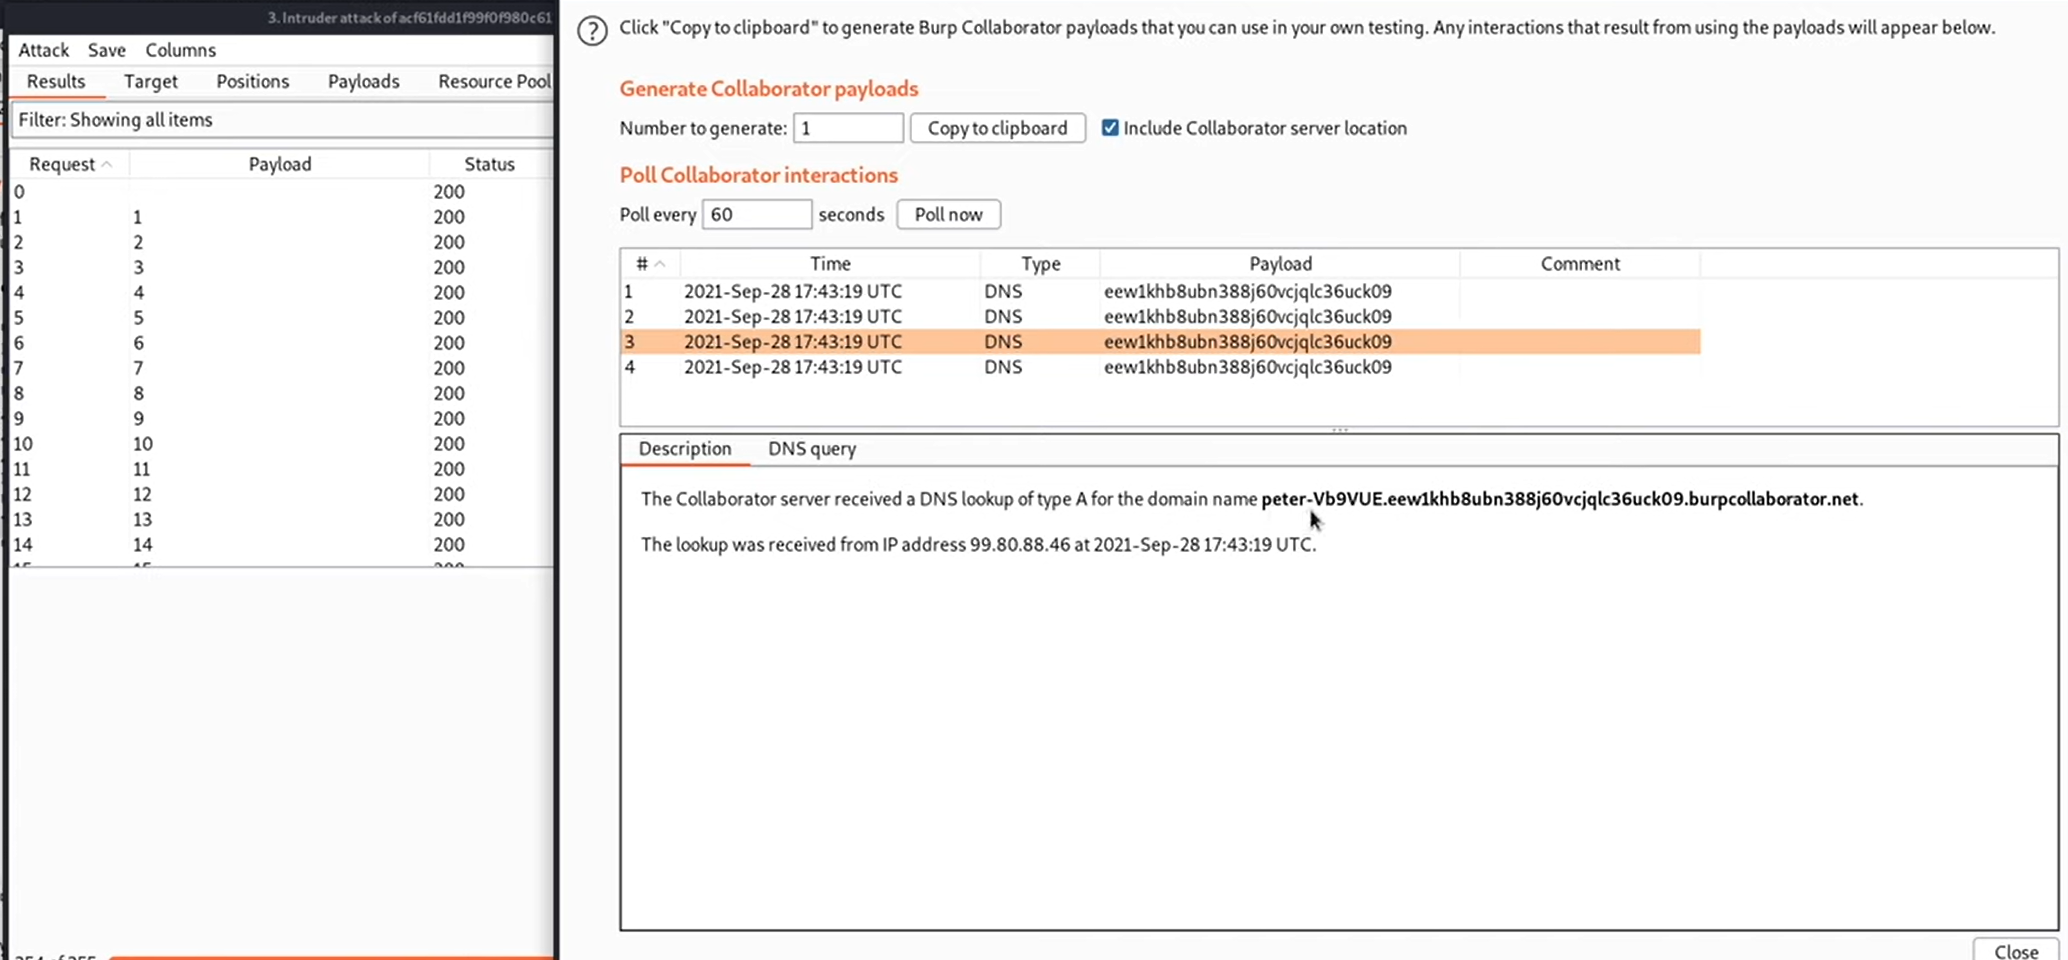 3. Intruder attack of acf61fdd1f99f0f980c61
Attack Save Columns
Results Target Positions Payloads Resource Pool
Filter: Showing all items
Request Payload Status
0 200
1 1 200
2 2 200
3 3 200
4 4 200
5 5 200
6 6 200
7 7 200
8 8 200
9 9 200
10 10 200
11 11 200
12 12 200
13 13 200
14 14 200
Click "Copy to clipboard" to generate Burp Collaborator payloads that you can use in your own testing. Any interactions that result from using the payloads will appear below.
Generate Collaborator payloads
Number to generate: 1 Copy to clipboard Include Collaborator server location
Poll Collaborator interactions
Poll every 60 seconds Poll now
# Time Type Payload Comment
1 2021-Sep-28 17:43:19 UTC DNS eew1khb8ubn388j60vcjqlc36uck09
2 2021-Sep-28 17:43:19 UTC DNS eew1khb8ubn388j60vcjqlc36uck09
3 2021-Sep-28 17:43:19 UTC DNS eew1khb8ubn388j60vcjqlc36uck09
4 2021-Sep-28 17:43:19 UTC DNS eew1khb8ubn388j60vcjqlc36uck09
Description DNS query
The Collaborator server received a DNS lookup of type A for the domain name peter-Vb9VUE.eew1khb8ubn388j60vcjqlc36uck09.burpcollaborator.net.
The lookup was received from IP address 99.80.88.46 at 2021-Sep-28 17:43:19 UTC.
Close